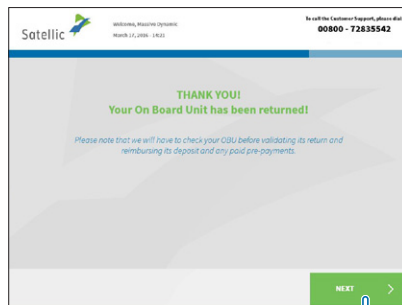 Satellic
Welcome, Massive Dynamic
March 17, 2016 - 14:21
To call the Customer Support, please dial
00800 - 72835542
THANK YOU!
Your On Board Unit has been returned!
Please note that we will have to check your OBU before validating its return and
reimbursing its deposit and any paid pre-payments.
NEXT